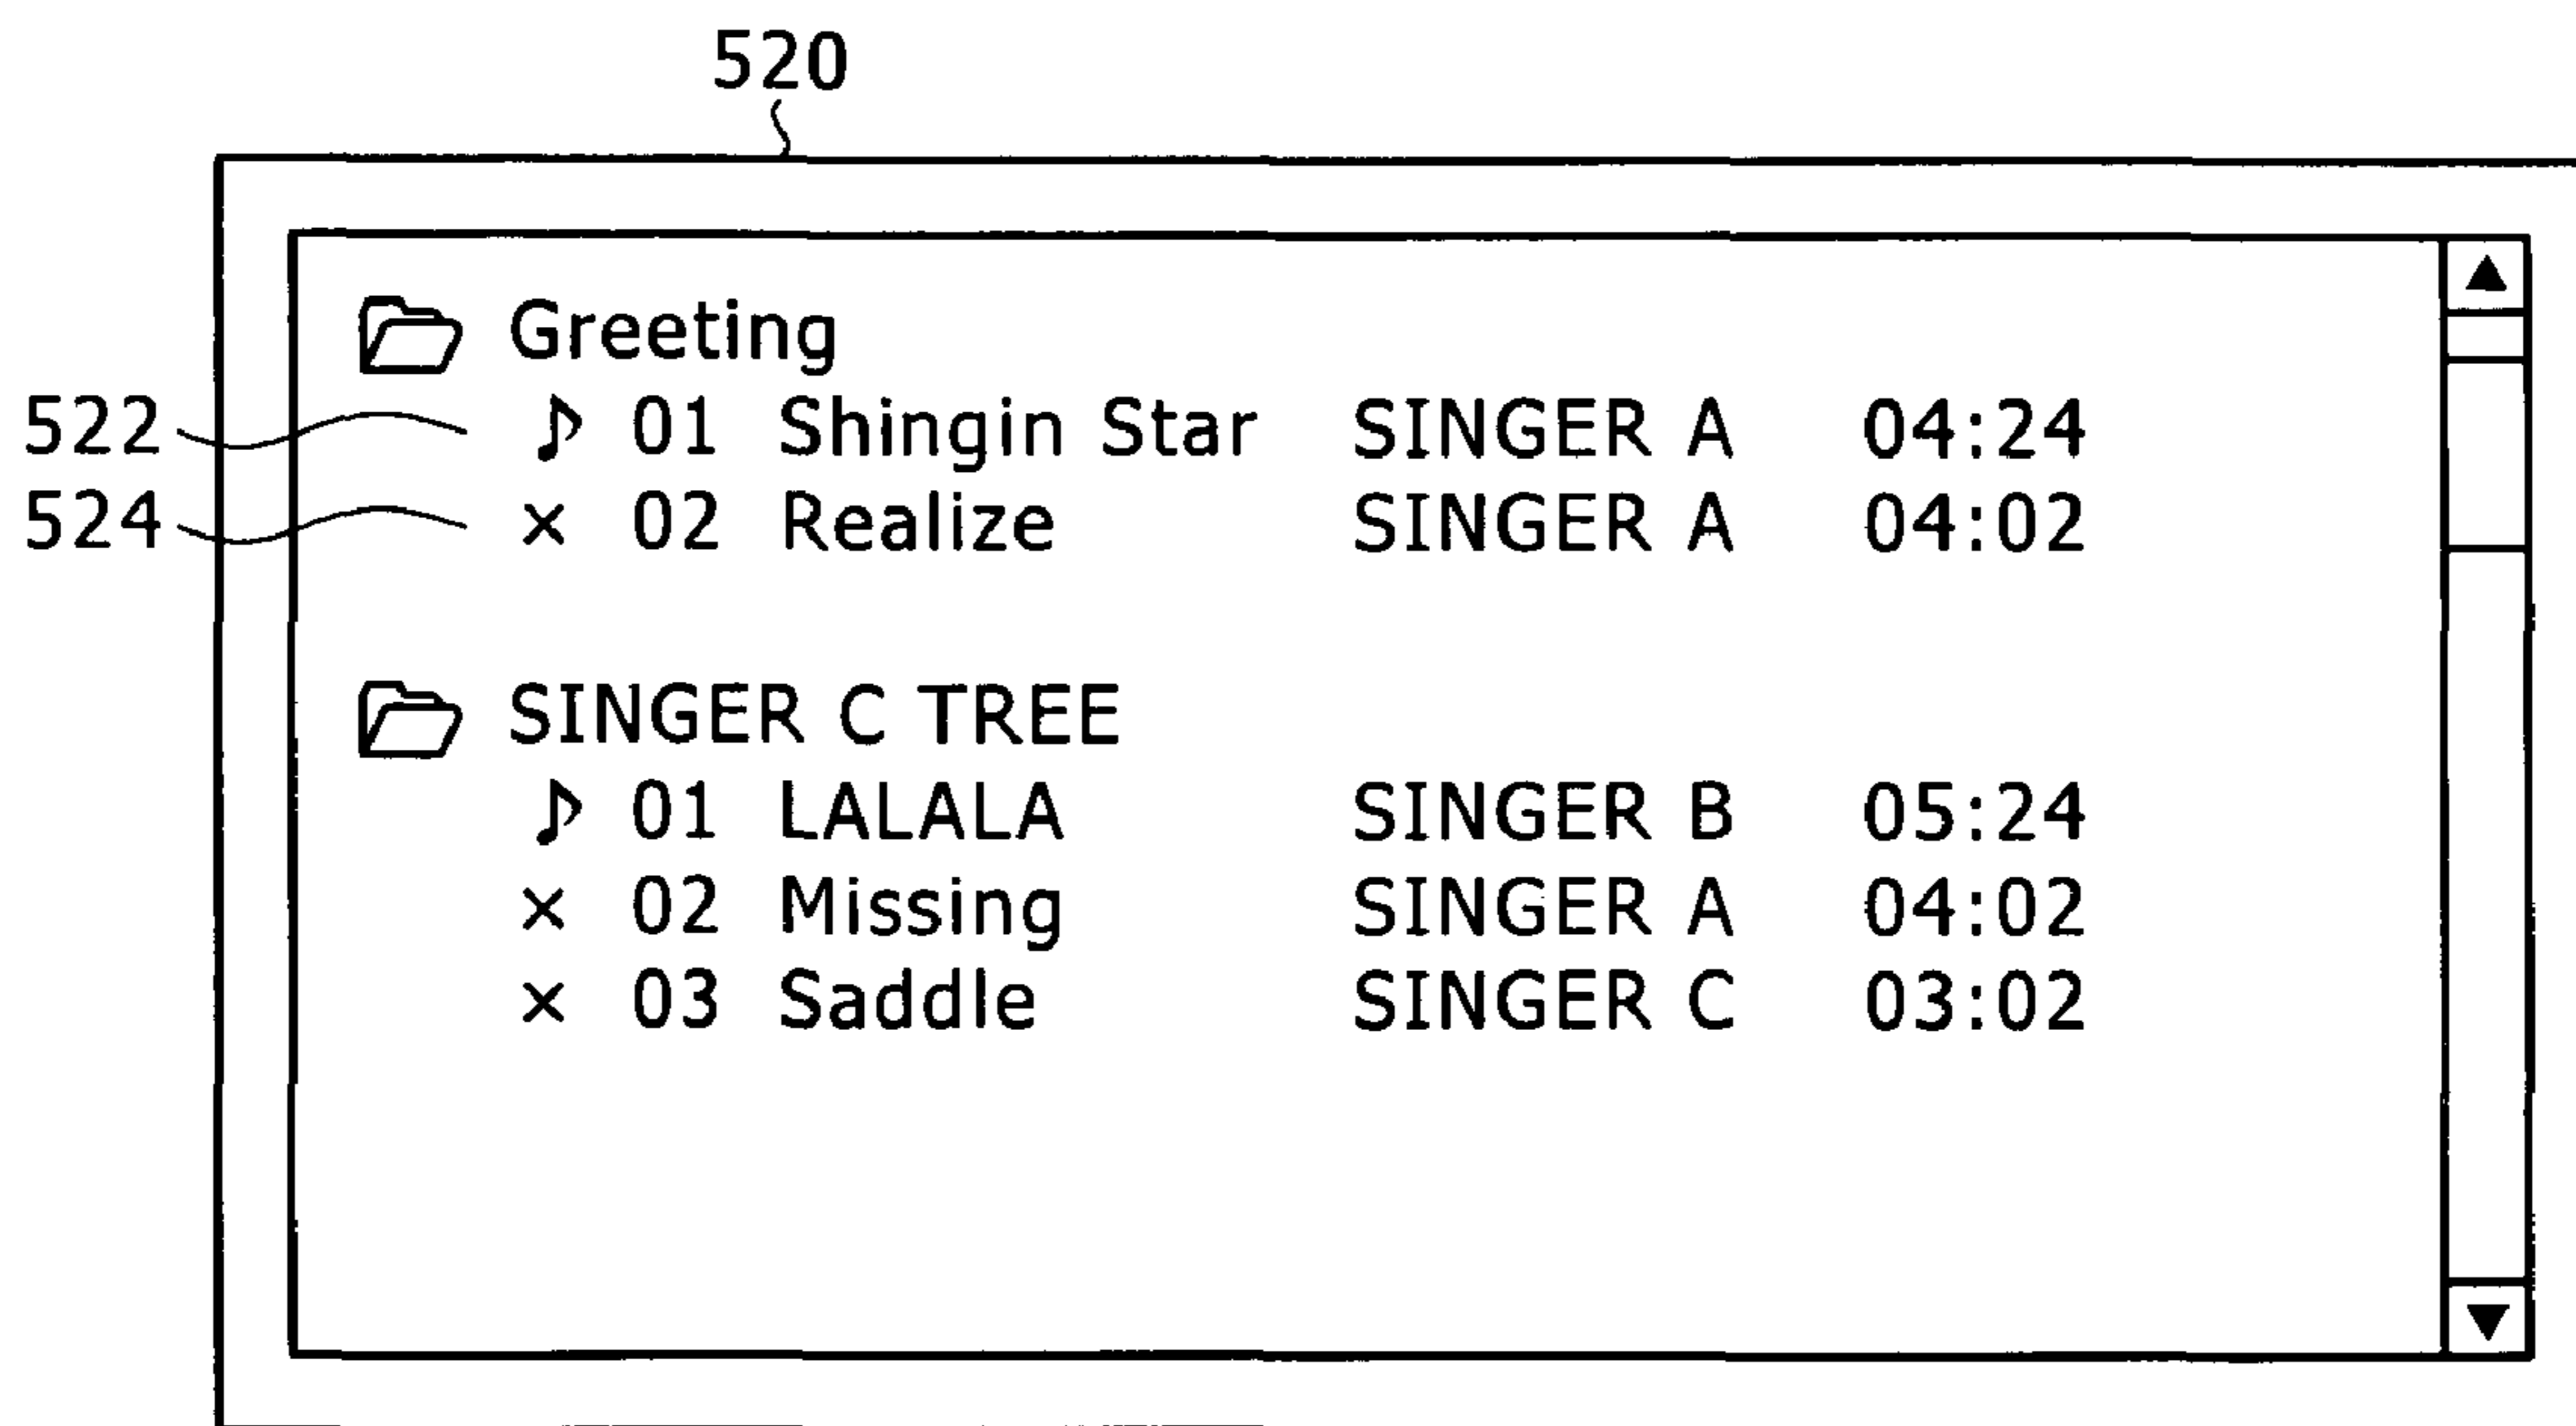 520
Greeting
522 ♪ 01 Shingin Star SINGER A 04:24
524 × 02 Realize SINGER A 04:02
SINGER C TREE
♪ 01 LALALA SINGER B 05:24
× 02 Missing SINGER A 04:02
× 03 Saddle SINGER C 03:02